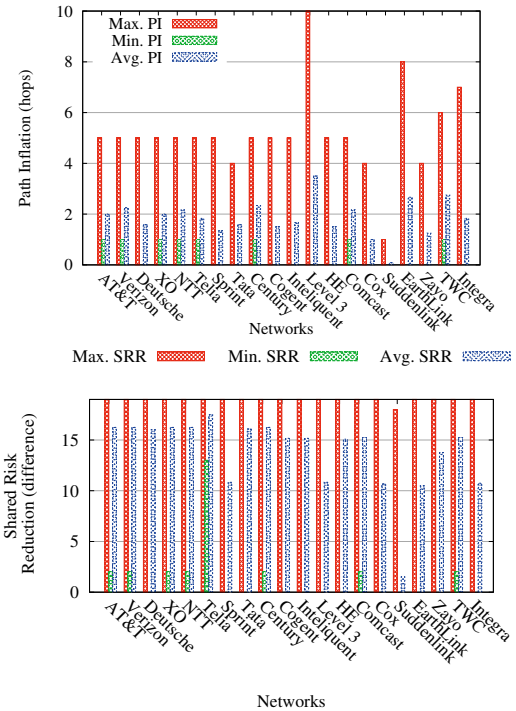 10
8
6
4
2
0
Path Inflation (hops)
Max. PI
Min. PI
Avg. PI
AT&T
Verizon
Deutsche
XO
NTT
Telia
Sprint
Tata
Century
Cogent
Inteliquent
Level 3
HE
Comcast
Cox
Suddenlink
EarthLink
Zayo
TWC
Integra
Networks
Max. SRR Min. SRR Avg. SRR
15
10
5
0
Shared Risk
Reduction (difference)
AT&T
Verizon
Deutsche
XO
NTT
Telia
Sprint
Tata
Century
Cogent
Inteliquent
Level 3
HE
Comcast
Cox
Suddenlink
EarthLink
Zayo
TWC
Integra
Networks